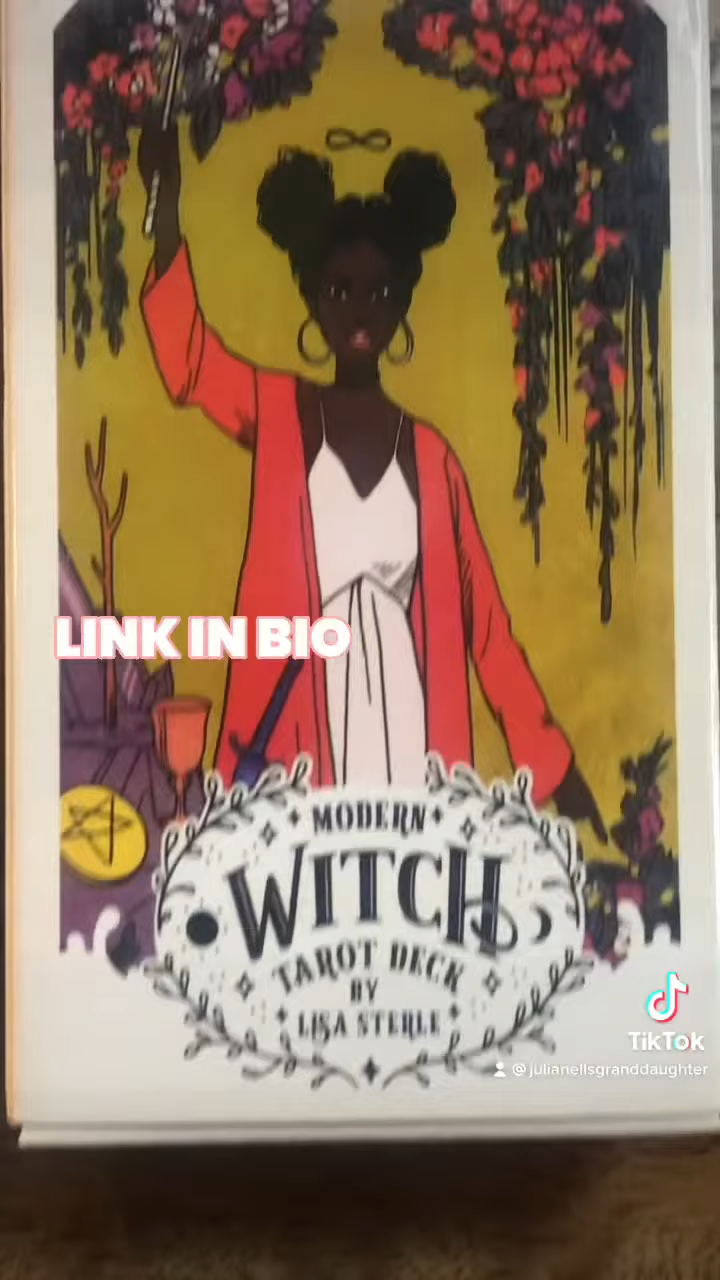 LINK IN BIO
MODERN
WITCH
TAROT DECK
BY
LISA STERLE
TikTok
@julianellsgranddaughter